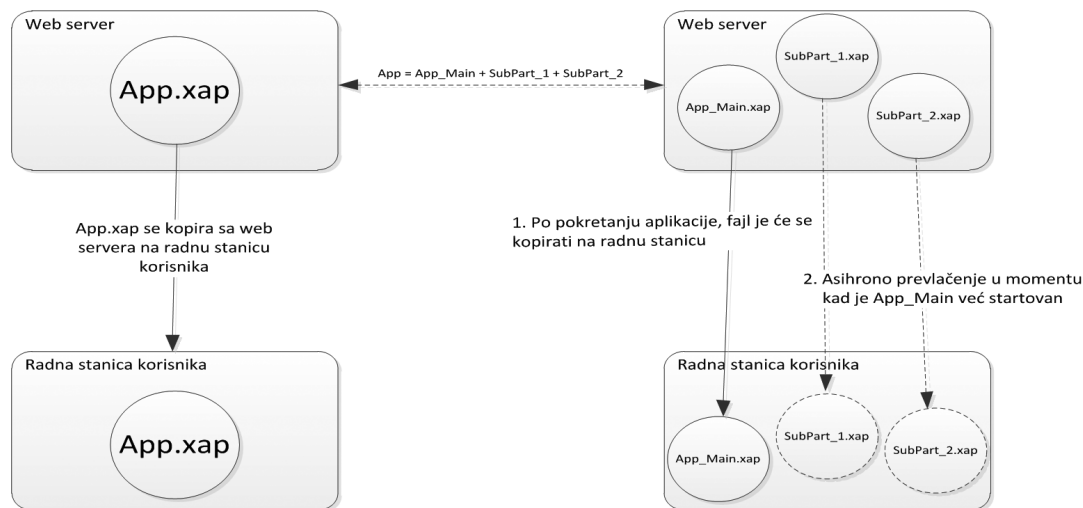 Web server
App.xap
App = App_Main + SubPart_1 + SubPart_2
Web server
SubPart_1.xap
App_Main.xap
SubPart_2.xap
App.xap se kopira sa web
servera na radnu stanicu
korisnika
1. Po pokretanju aplikacije, fajl je će se
kopirati na radnu stanicu
2. Asihrono prevlačenje u momentu
kad je App_Main već startovan
Radna stanica korisnika
App.xap
Radna stanica korisnika
App_Main.xap
SubPart_1.xap
SubPart_2.xap